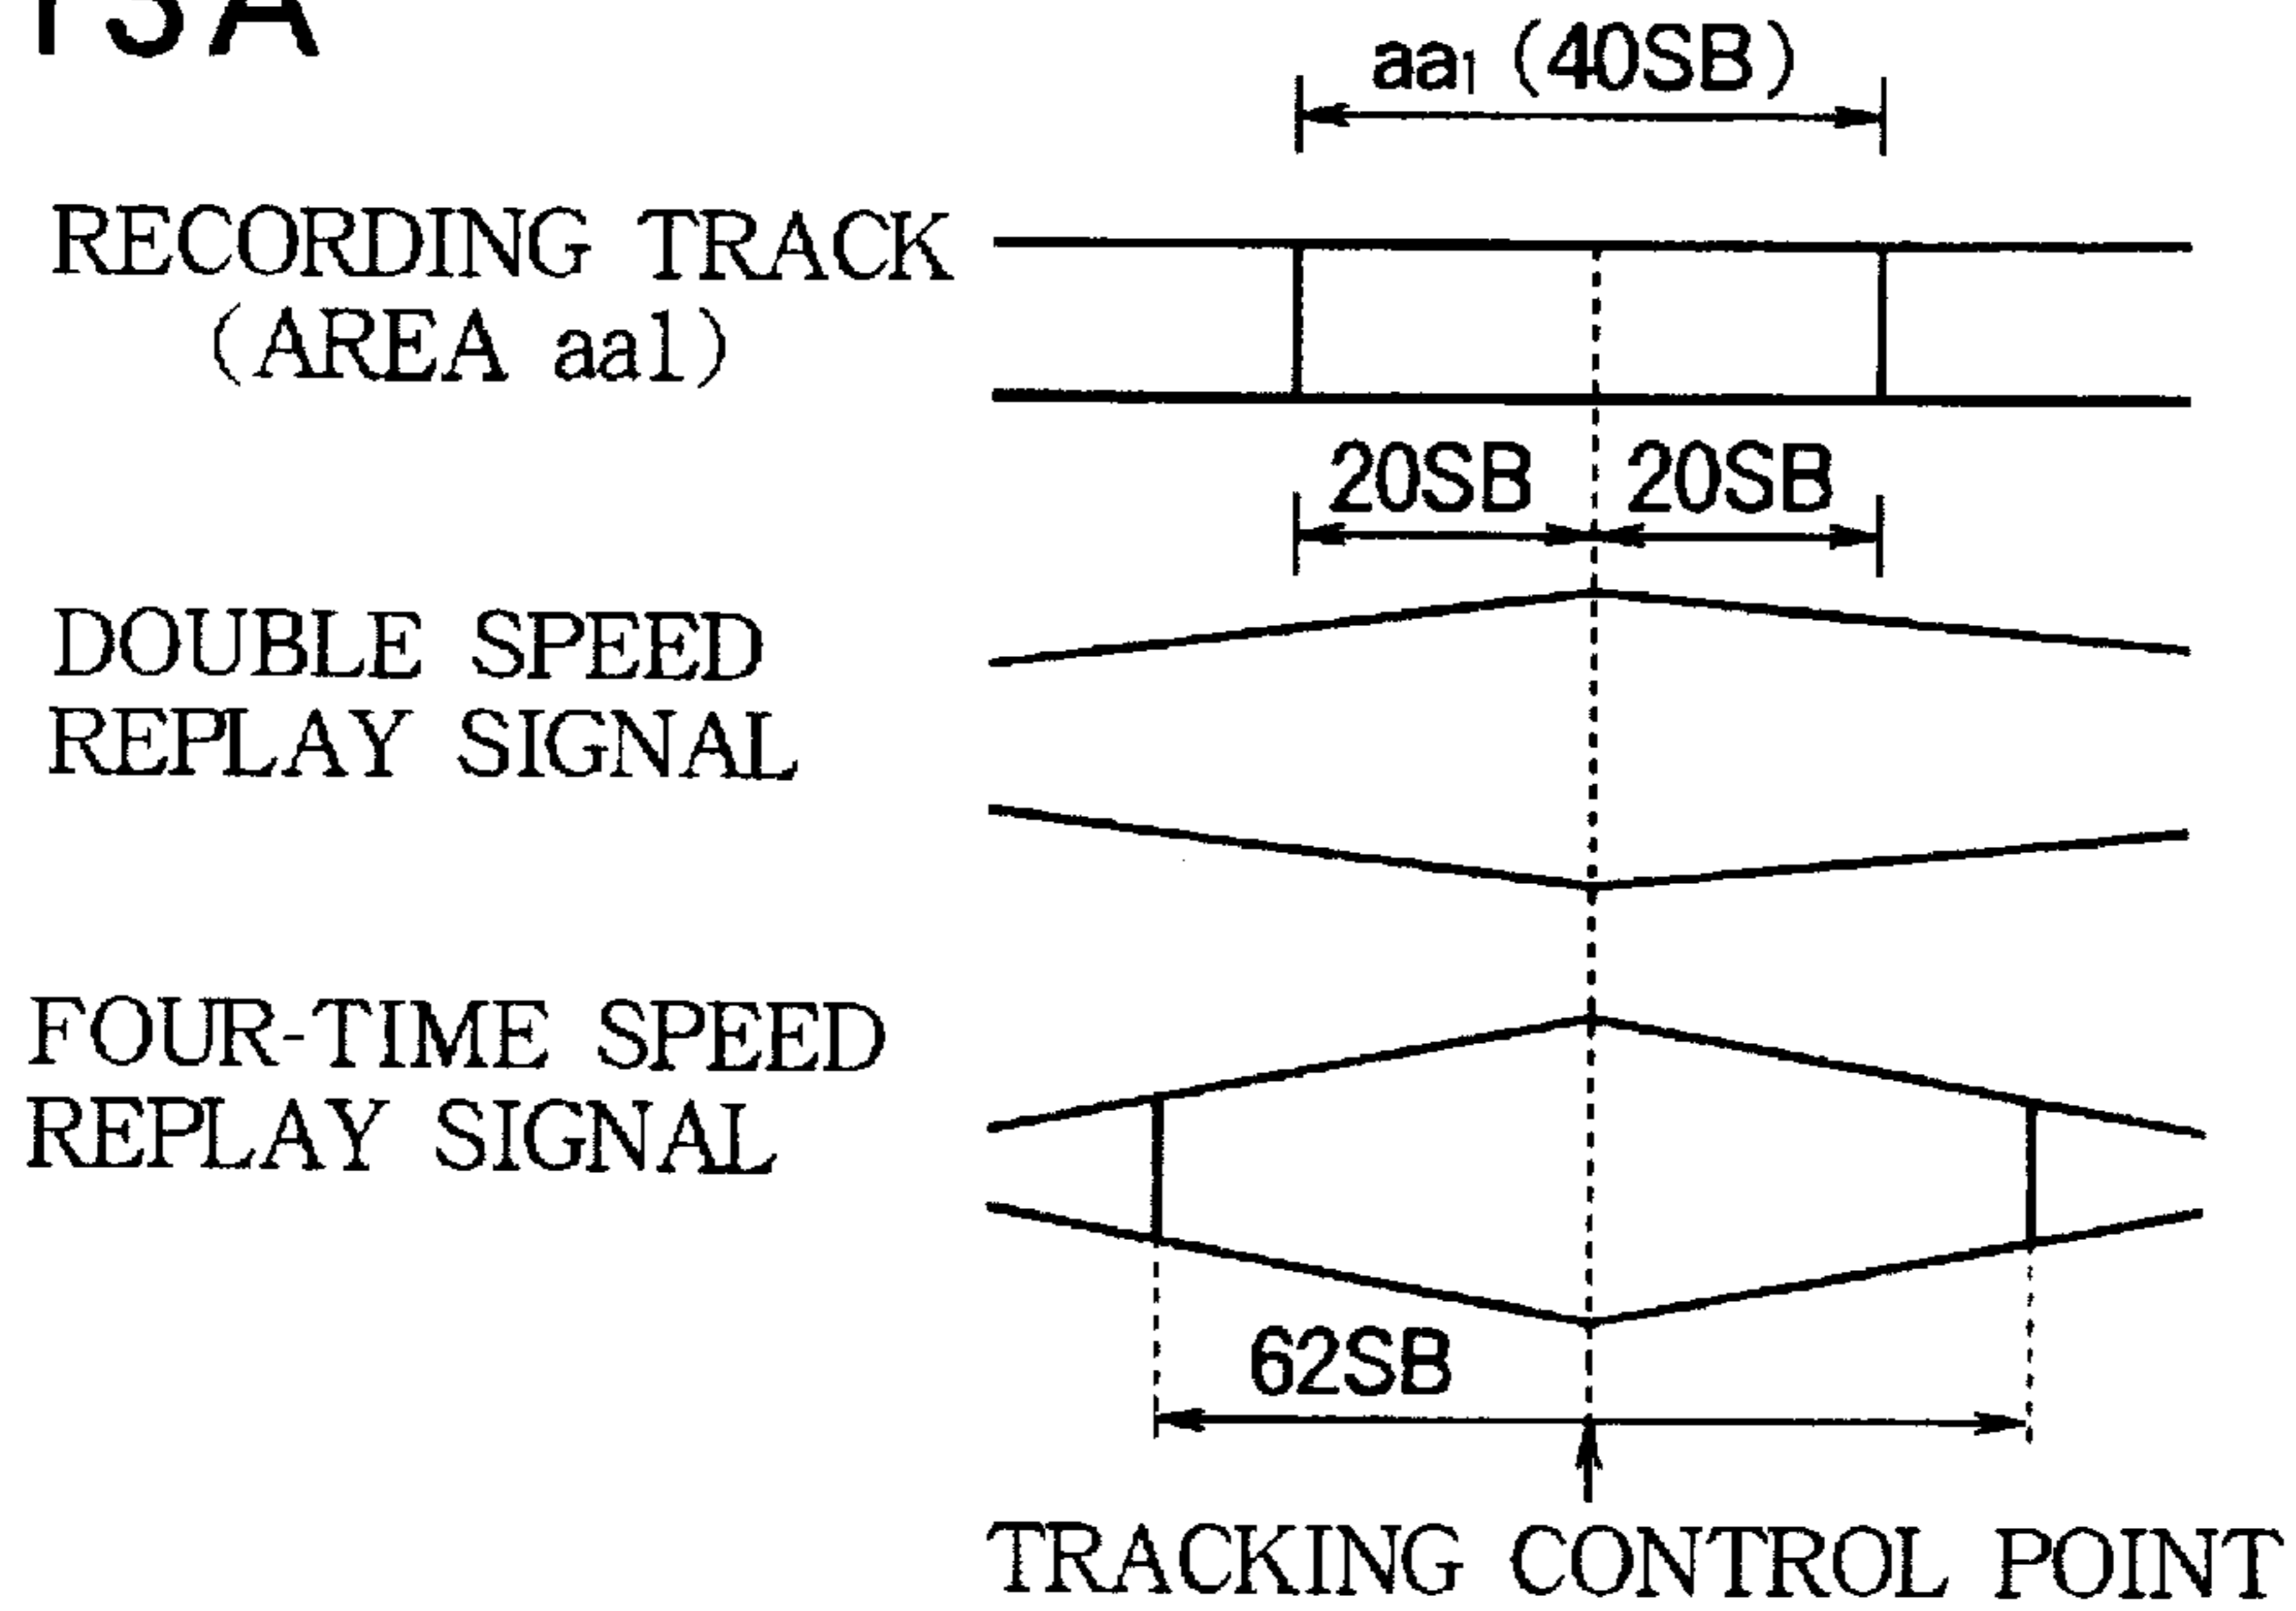 aa1 (40SB)
RECORDING TRACK
(AREA aa1)
20SB 20SB
DOUBLE SPEED
REPLAY SIGNAL
FOUR-TIME SPEED
REPLAY SIGNAL
62SB
TRACKING CONTROL POINT